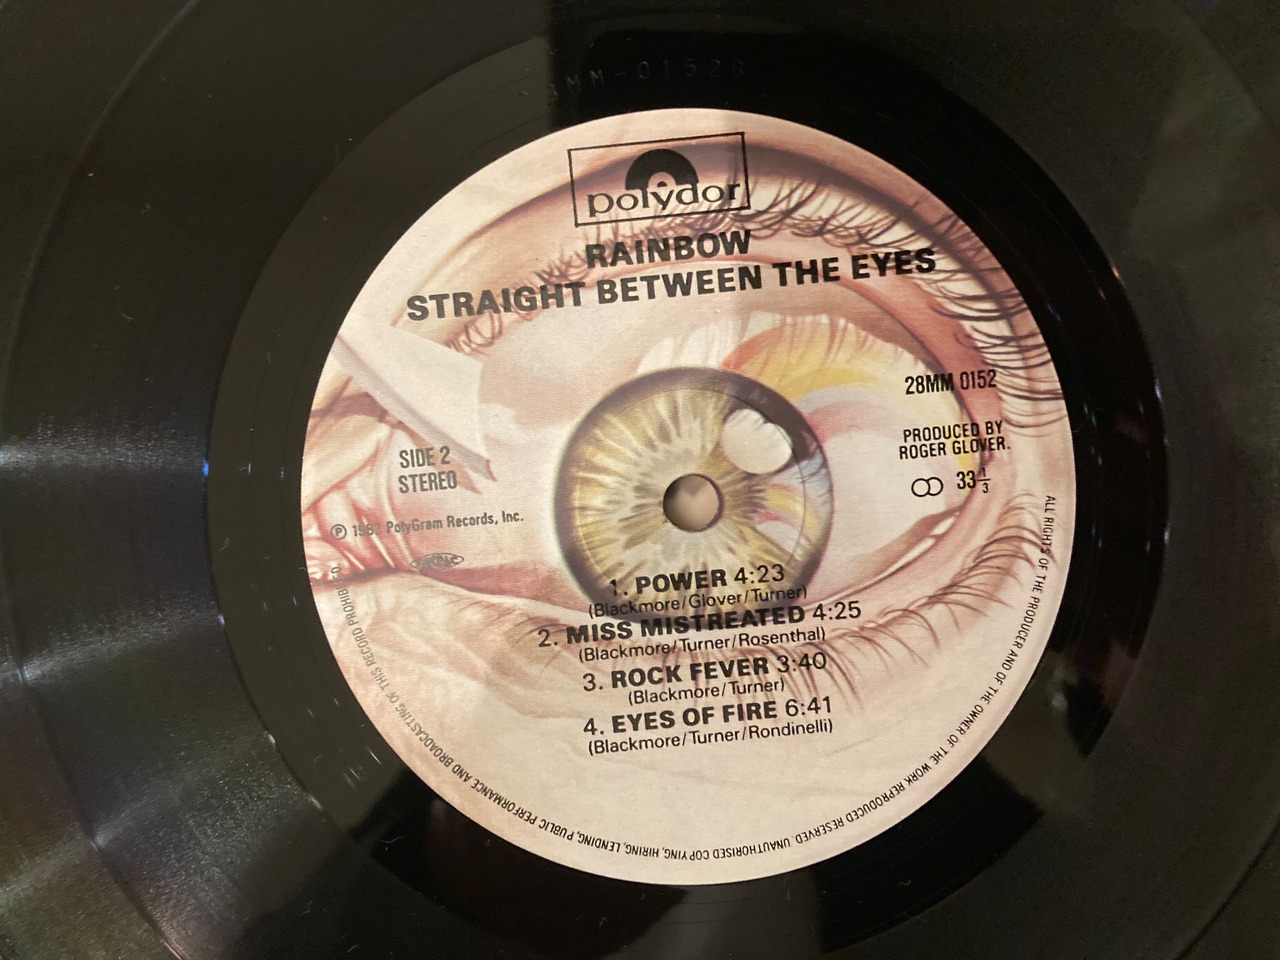 polydor
RAINBOW
STRAIGHT BETWEEN THE EYES
28MM 0152
PRODUCED BY
ROGER GLOVER.
33 1/3
SIDE 2
STEREO
℗ 1982 PolyGram Records, Inc.
1. POWER 4:23
(Blackmore/Glover/Turner)
2. MISS MISTREATED 4:25
(Blackmore/Turner/Rosenthal)
3. ROCK FEVER 3:40
(Blackmore/Turner)
4. EYES OF FIRE 6:41
(Blackmore/Turner/Rondinelli)
ALL RIGHTS OF THE PRODUCER AND OF THE OWNER OF THE WORK REPRODUCED RESERVED. UNAUTHORISED COPYING, HIRING, LENDING, PUBLIC PERFORMANCE AND BROADCASTING OF THIS RECORD PROHIBITED